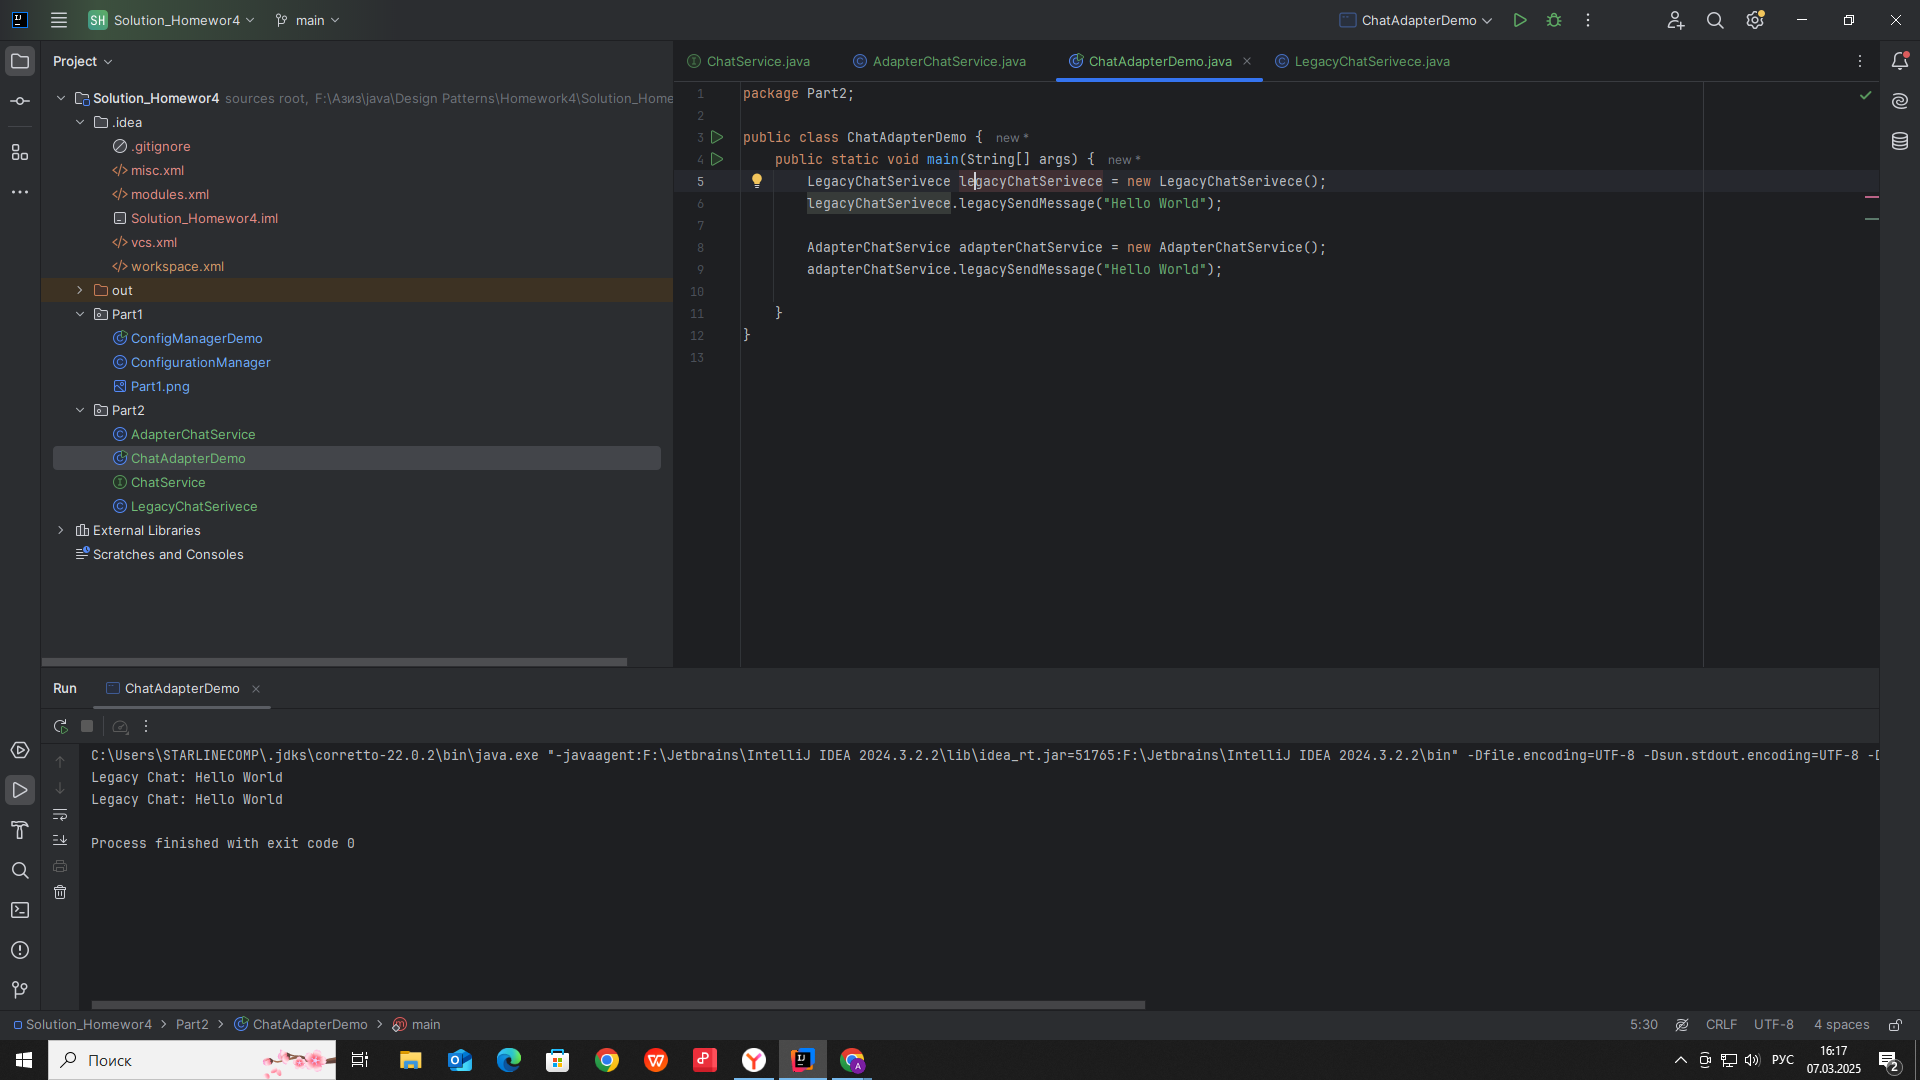 SH Solution_Homewor4 main ChatAdapterDemo
Project
Solution_Homewor4 sources root, F:\Азиз\java\Design Patterns\Homework4\Solution_Home
.idea
.gitignore
misc.xml
modules.xml
Solution_Homewor4.iml
vcs.xml
workspace.xml
out
Part1
ConfigManagerDemo
ConfigurationManager
Part1.png
Part2
AdapterChatService
ChatAdapterDemo
ChatService
LegacyChatSerivece
External Libraries
Scratches and Consoles
ChatService.java AdapterChatService.java ChatAdapterDemo.java LegacyChatSerivece.java
1 package Part2;
2
3 public class ChatAdapterDemo { new *
4 public static void main(String[] args) { new *
5 LegacyChatSerivece legacyChatSerivece = new LegacyChatSerivece();
6 legacyChatSerivece.legacySendMessage("Hello World");
7
8 AdapterChatService adapterChatService = new AdapterChatService();
9 adapterChatService.legacySendMessage("Hello World");
10
11 }
12 }
13
Run ChatAdapterDemo
C:\Users\STARLINECOMP\.jdks\corretto-22.0.2\bin\java.exe "-javaagent:F:\Jetbrains\IntelliJ IDEA 2024.3.2.2\lib\idea_rt.jar=51765:F:\Jetbrains\IntelliJ IDEA 2024.3.2.2\bin" -Dfile.encoding=UTF-8 -Dsun.stdout.encoding=UTF-8 -D
Legacy Chat: Hello World
Legacy Chat: Hello World
Process finished with exit code 0
Solution_Homewor4 > Part2 > ChatAdapterDemo > main
5:30 CRLF UTF-8 4 spaces
Поиск
РУС
16:17
07.03.2025
2